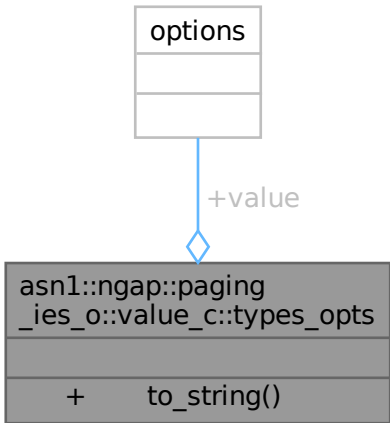 options
+value
asn1::ngap::paging
_ies_o::value_c::types_opts
+ to_string()